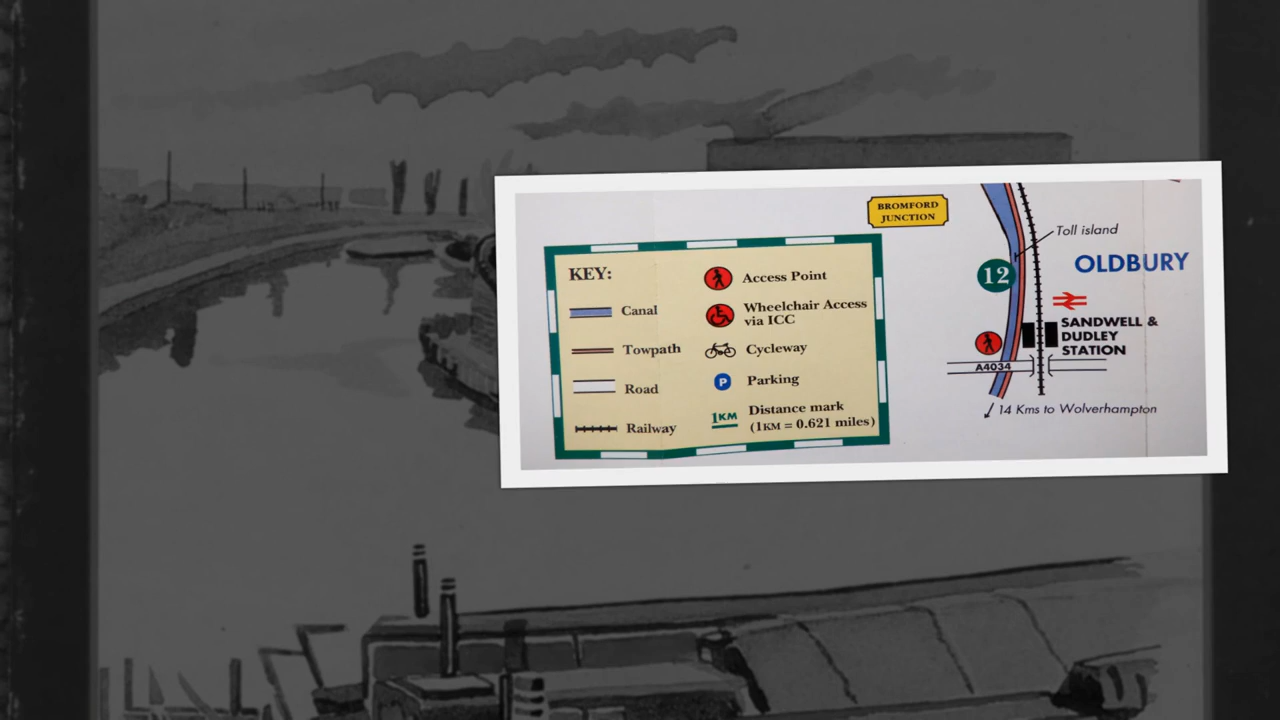 BROMFORD
JUNCTION
KEY:
Canal
Towpath
Road
Railway
Access Point
Wheelchair Access
via ICC
Cycleway
P
Parking
1KM
Distance mark
(1KM = 0.621 miles)
Toll island
12
OLDBURY
SANDWELL &
DUDLEY
STATION
A4034
14 Kms to Wolverhampton